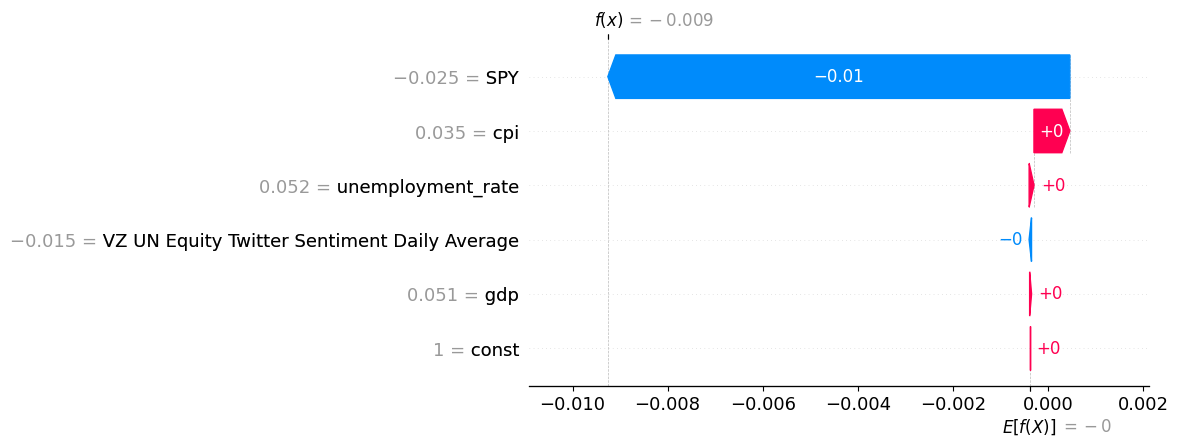 f(x) = −0.009
−0.025 = SPY
−0.01
0.035 = cpi
+0
0.052 = unemployment_rate
+0
−0.015 = VZ UN Equity Twitter Sentiment Daily Average
−0
0.051 = gdp
+0
1 = const
+0
−0.010 −0.008 −0.006 −0.004 −0.002 0.000 0.002
E[f(X)] = −0